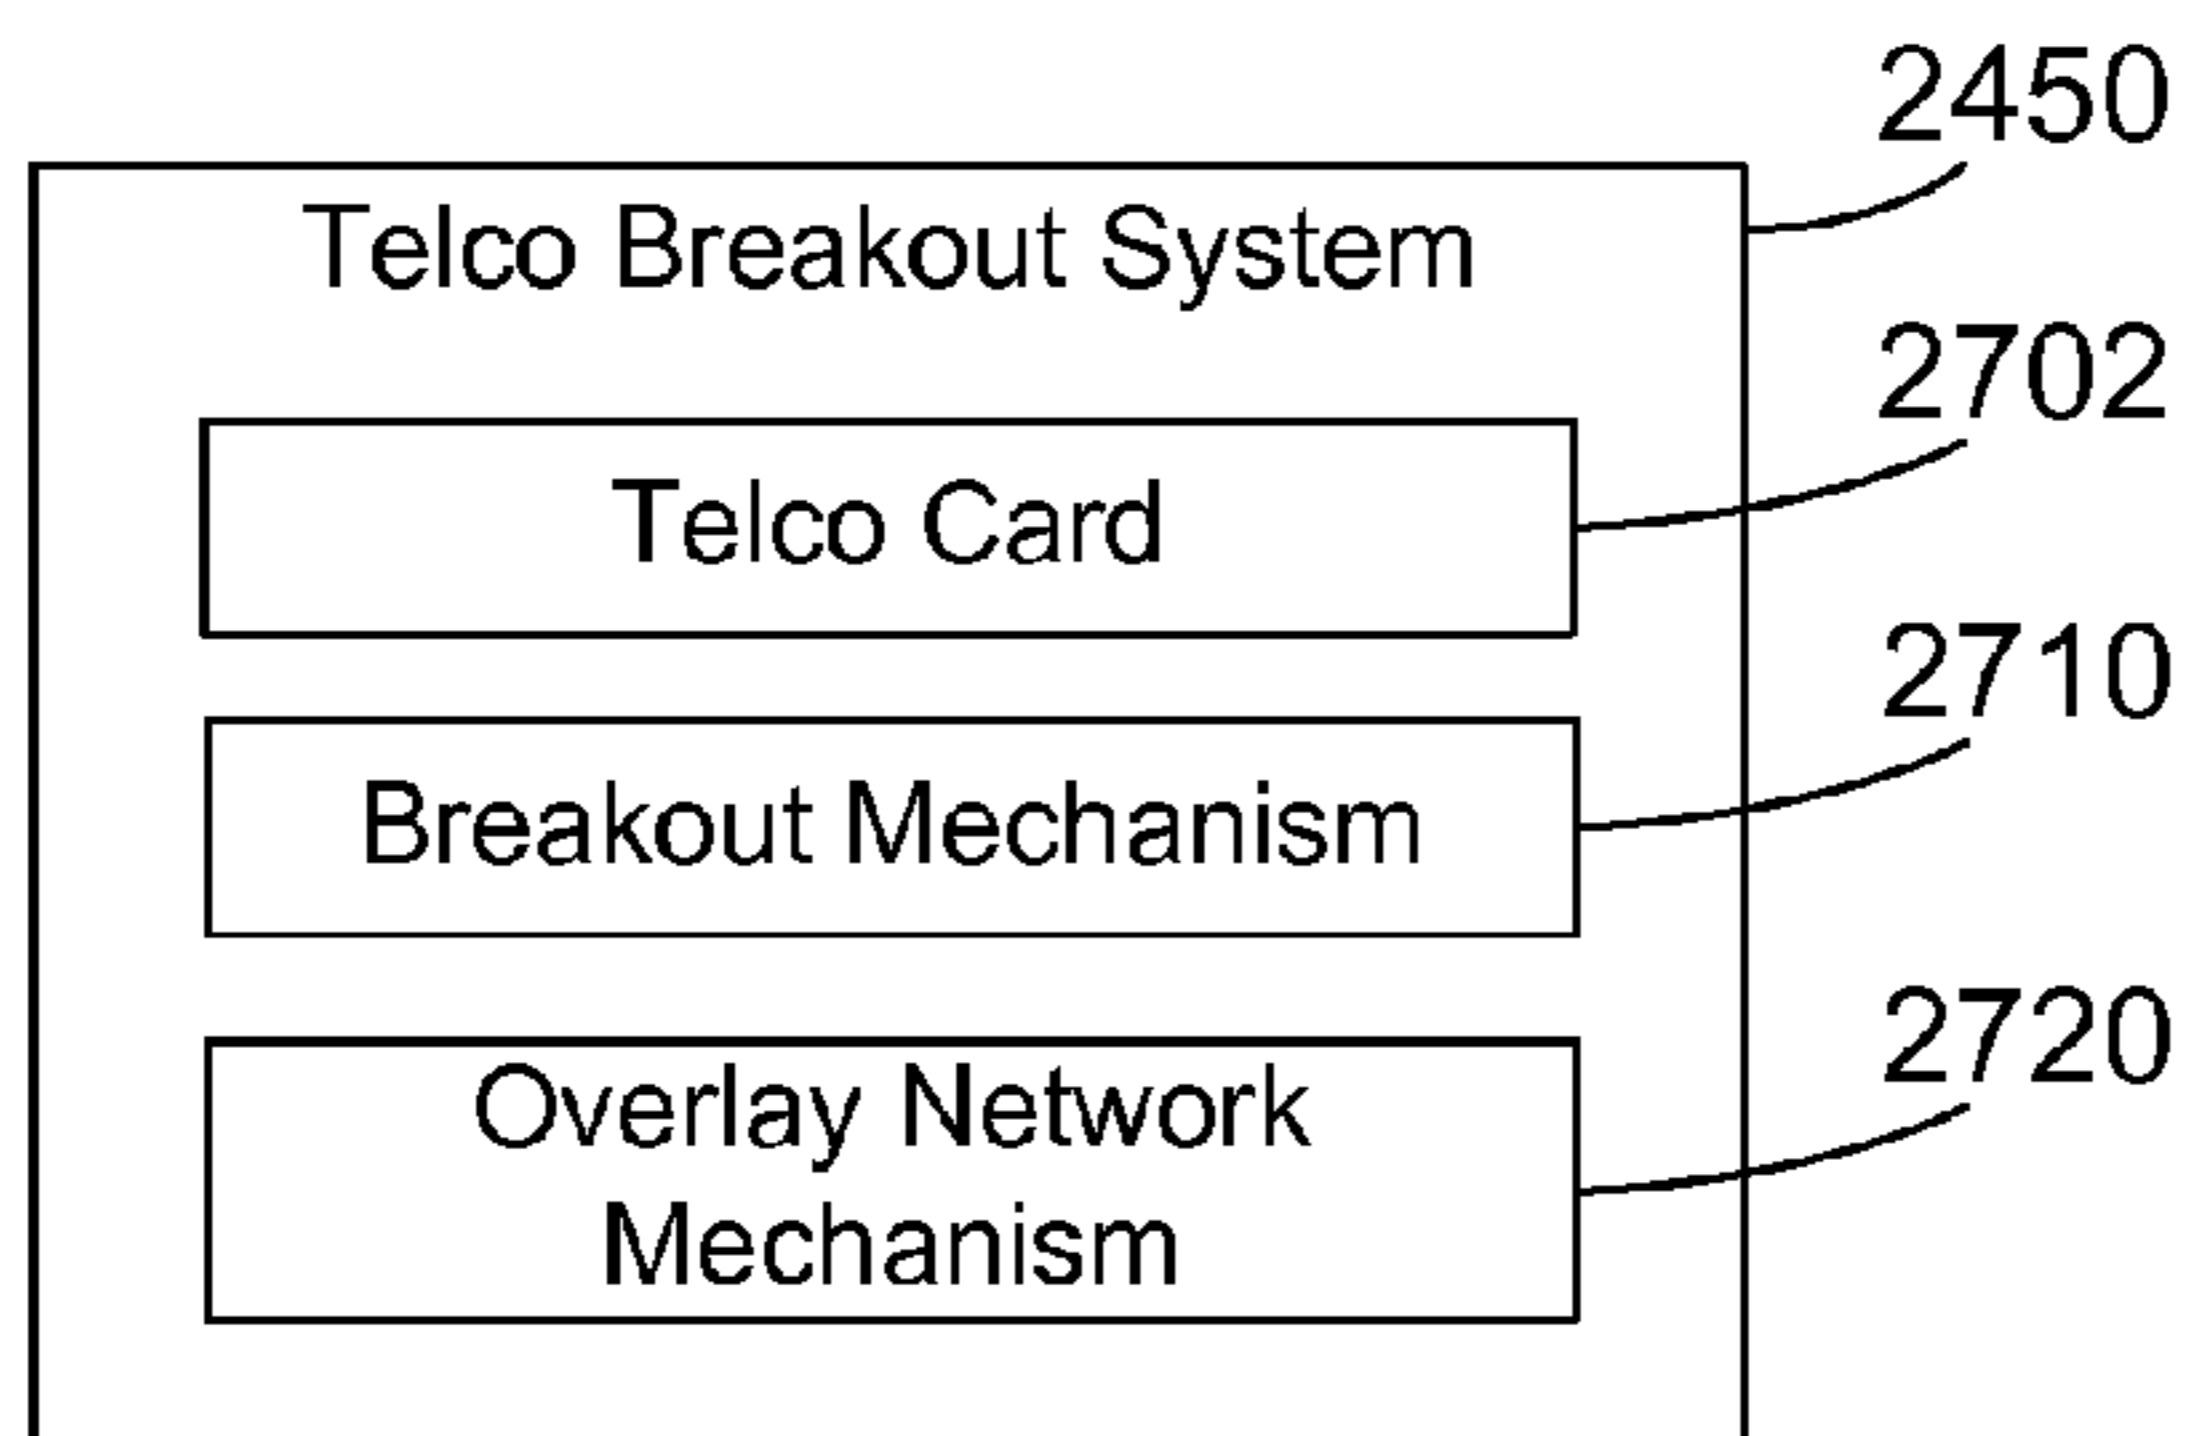 2450
Telco Breakout System
2702
Telco Card
2710
Breakout Mechanism
2720
Overlay Network
Mechanism